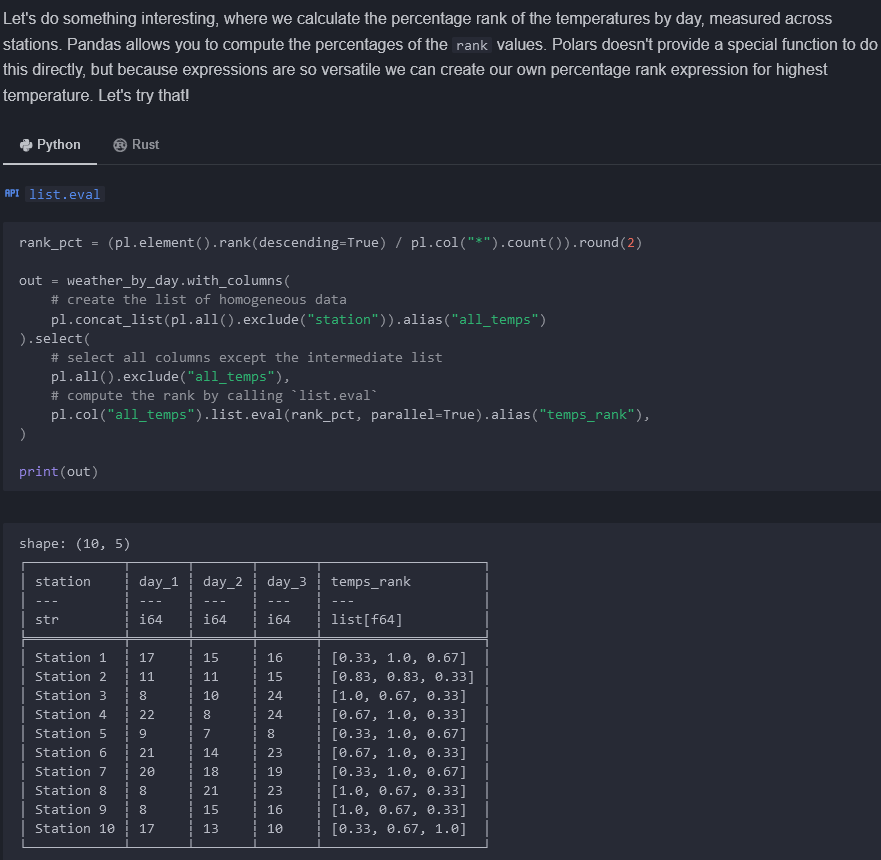 Let's do something interesting, where we calculate the percentage rank of the temperatures by day, measured across
stations. Pandas allows you to compute the percentages of the rank values. Polars doesn't provide a special function to do
this directly, but because expressions are so versatile we can create our own percentage rank expression for highest
temperature. Let's try that!
Python Rust
API list.eval
rank_pct = (pl.element().rank(descending=True) / pl.col("*").count()).round(2)
out = weather_by_day.with_columns(
    # create the list of homogeneous data
    pl.concat_list(pl.all().exclude("station")).alias("all_temps")
).select(
    # select all columns except the intermediate list
    pl.all().exclude("all_temps"),
    # compute the rank by calling `list.eval`
    pl.col("all_temps").list.eval(rank_pct, parallel=True).alias("temps_rank"),
)
print(out)
shape: (10, 5)
station day_1 day_2 day_3 temps_rank
--- --- --- --- ---
str i64 i64 i64 list[f64]
Station 1 17 15 16 [0.33, 1.0, 0.67]
Station 2 11 11 15 [0.83, 0.83, 0.33]
Station 3 8 10 24 [1.0, 0.67, 0.33]
Station 4 22 8 24 [0.67, 1.0, 0.33]
Station 5 9 7 8 [0.33, 1.0, 0.67]
Station 6 21 14 23 [0.67, 1.0, 0.33]
Station 7 20 18 19 [0.33, 1.0, 0.67]
Station 8 8 21 23 [1.0, 0.67, 0.33]
Station 9 8 15 16 [1.0, 0.67, 0.33]
Station 10 17 13 10 [0.33, 0.67, 1.0]